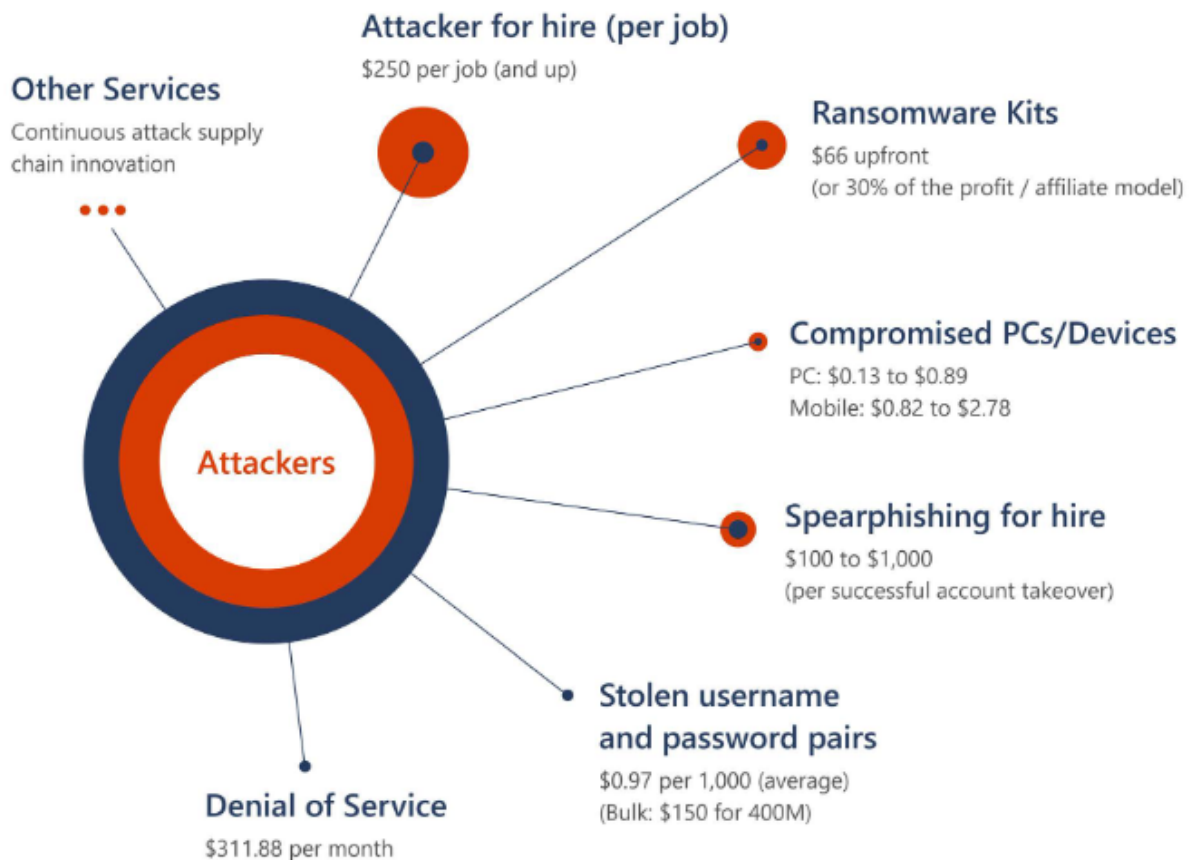 Attacker for hire (per job)
$250 per job (and up)
Other Services
Continuous attack supply
chain innovation
Ransomware Kits
$66 upfront
(or 30% of the profit / affiliate model)
Compromised PCs/Devices
PC: $0.13 to $0.89
Mobile: $0.82 to $2.78
Attackers
Spearphishing for hire
$100 to $1,000
(per successful account takeover)
Stolen username
and password pairs
$0.97 per 1,000 (average)
(Bulk: $150 for 400M)
Denial of Service
$311.88 per month